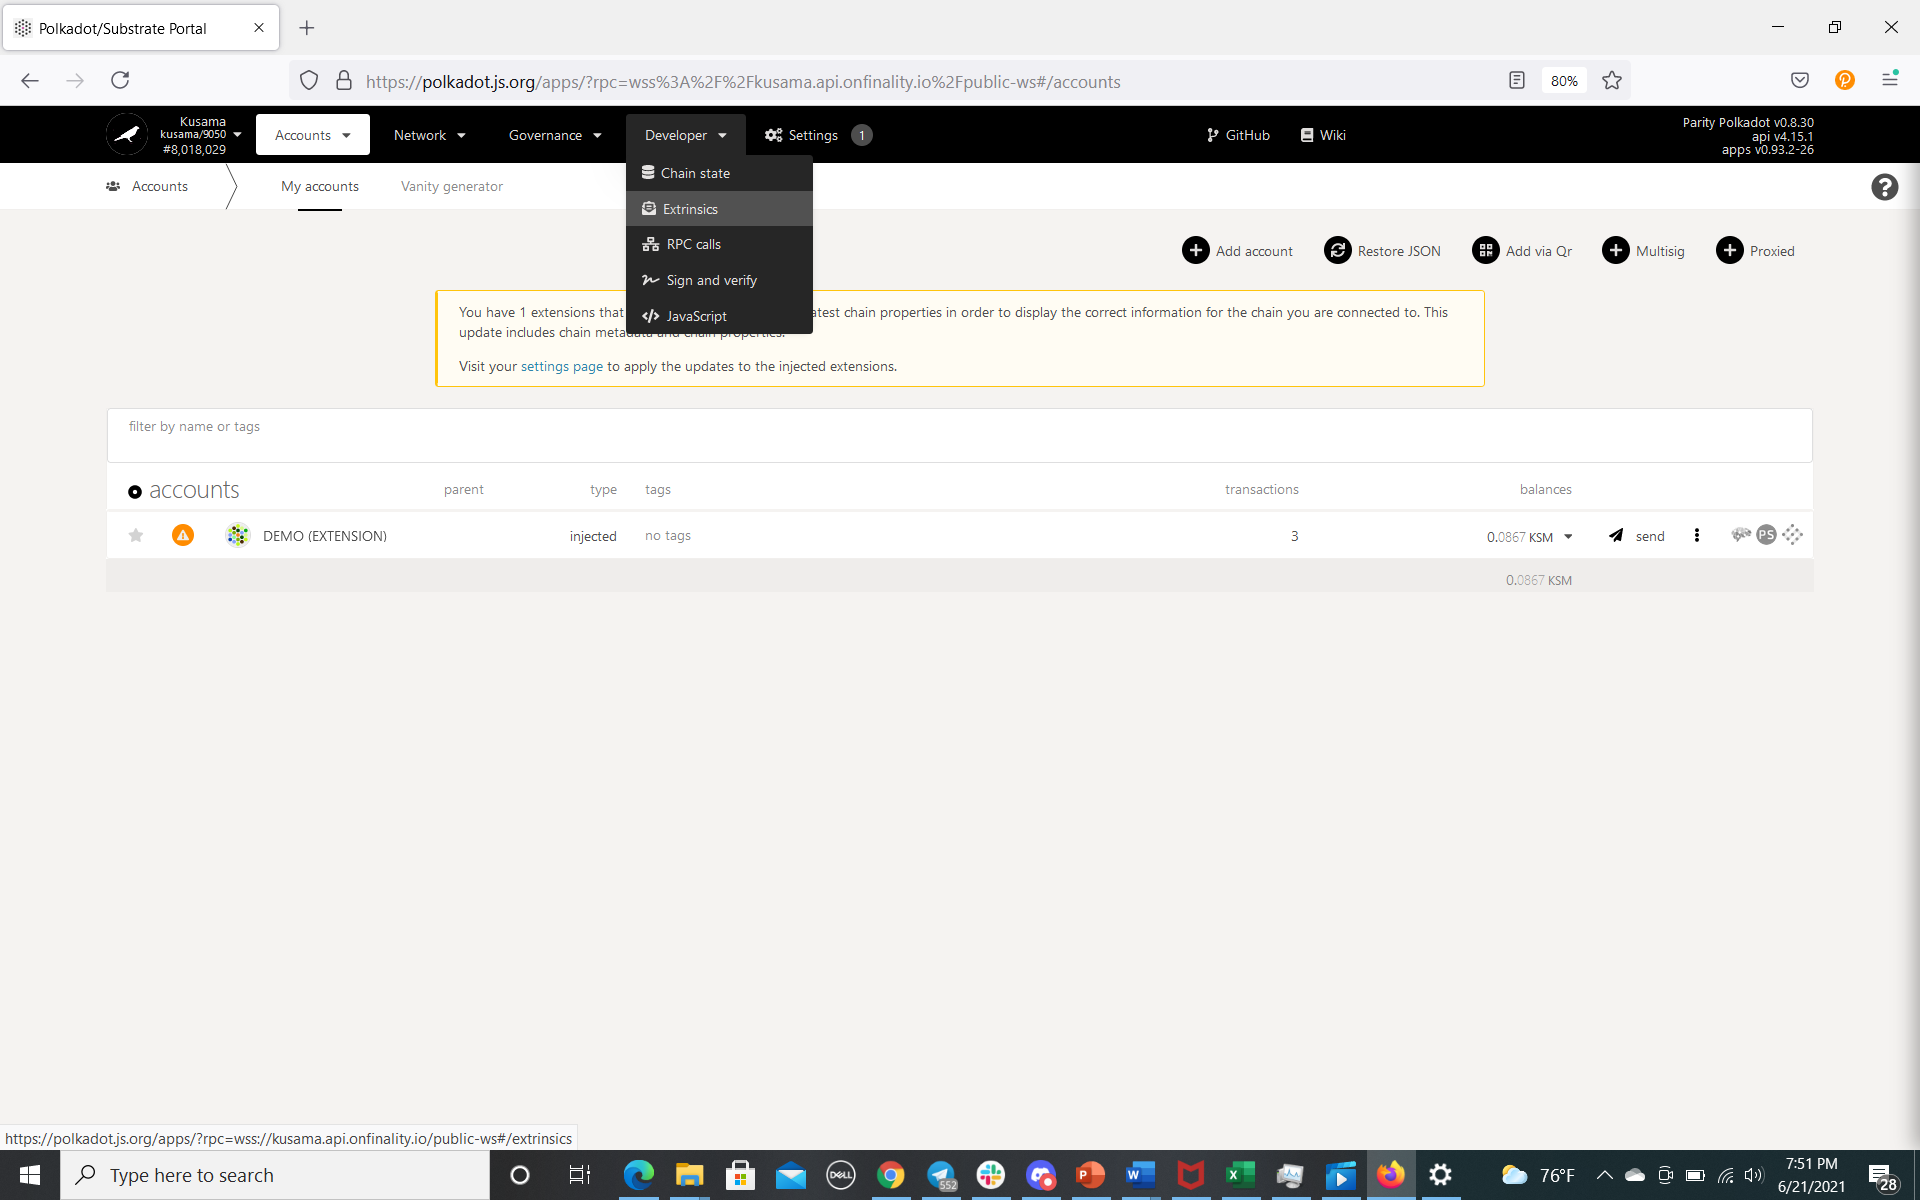 Polkadot/Substrate Portal
https://polkadot.js.org/apps/?rpc=wss%3A%2F%2Fkusama.api.onfinality.io%2Fpublic-ws#/accounts
80%
Kusama
kusama/9050
#8,018,029
Accounts
Network
Governance
Developer
Settings
1
GitHub
Wiki
Parity Polkadot v0.8.30
api v4.15.1
apps v0.93.2-26
Accounts
My accounts
Vanity generator
Chain state
Extrinsics
RPC calls
Sign and verify
JavaScript
Add account
Restore JSON
Add via Qr
Multisig
Proxied
You have 1 extensions that atest chain properties in order to display the correct information for the chain you are connected to. This
update includes chain metadata and chain properties.
Visit your settings page to apply the updates to the injected extensions.
filter by name or tags
accounts parent type tags transactions balances
DEMO (EXTENSION) injected no tags 3 0.0867 KSM send PS
0.0867 KSM
https://polkadot.js.org/apps/?rpc=wss://kusama.api.onfinality.io/public-ws#/extrinsics
Type here to search
DELL
552
76°F
7:51 PM
6/21/2021
28